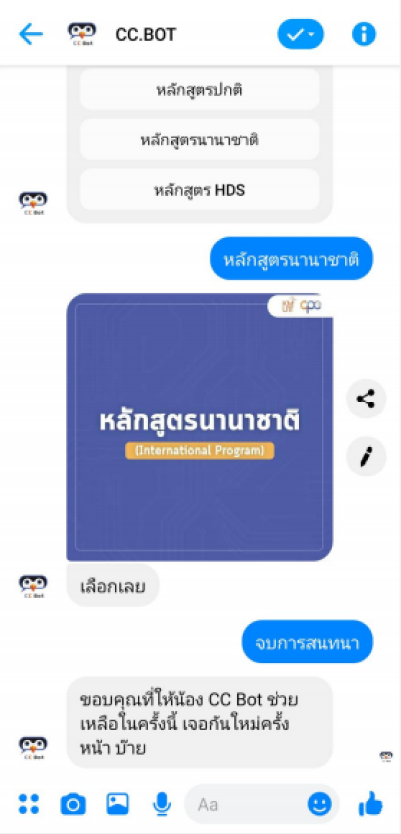 CC.BOT
หลักสูตรปกติ
หลักสูตรนานาชาติ
หลักสูตร HDS
CC Bot
หลักสูตรนานาชาติ
cpe
หลักสูตรนานาชาติ
(International Program)
เลือกเลย
CC Bot
จบการสนทนา
ขอบคุณที่ให้น้อง CC Bot ช่วย
เหลือในครั้งนี้ เจอกันใหม่ครั้ง
หน้า บ๊าย
CC Bot
Aa